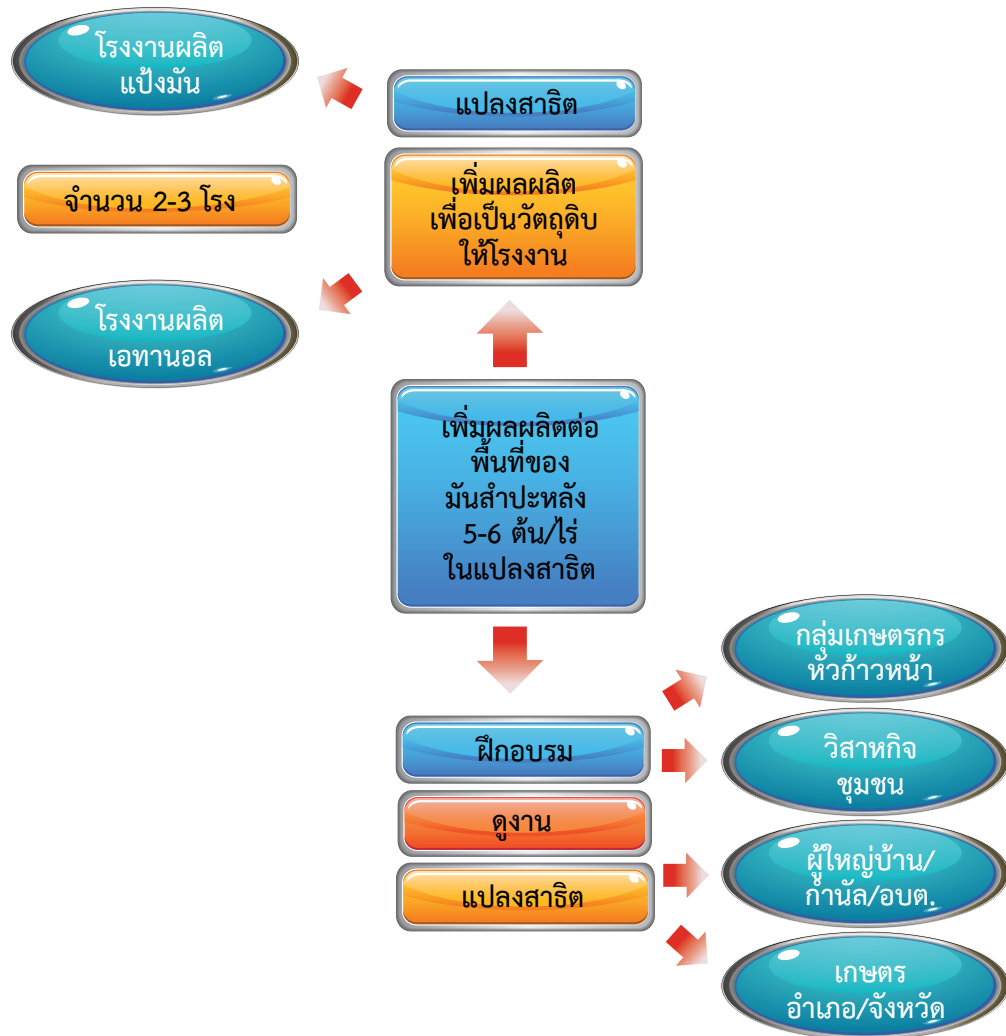 โรงงานผลิต
แป้งมัน
แปลงสาธิต
จำนวน 2-3 โรง
เพิ่มผลผลิต
เพื่อเป็นวัตถุดิบ
ให้โรงงาน
โรงงานผลิต
เอทานอล
เพิ่มผลผลิตต่อ
พื้นที่ของ
มันสำปะหลัง
5-6 ต้น/ไร่
ในแปลงสาธิต
กลุ่มเกษตรกร
หัวก้าวหน้า
ฝึกอบรม
วิสาหกิจ
ชุมชน
ดูงาน
แปลงสาธิต
ผู้ใหญ่บ้าน/
กำนัล/อบต.
เกษตร
อำเภอ/จังหวัด